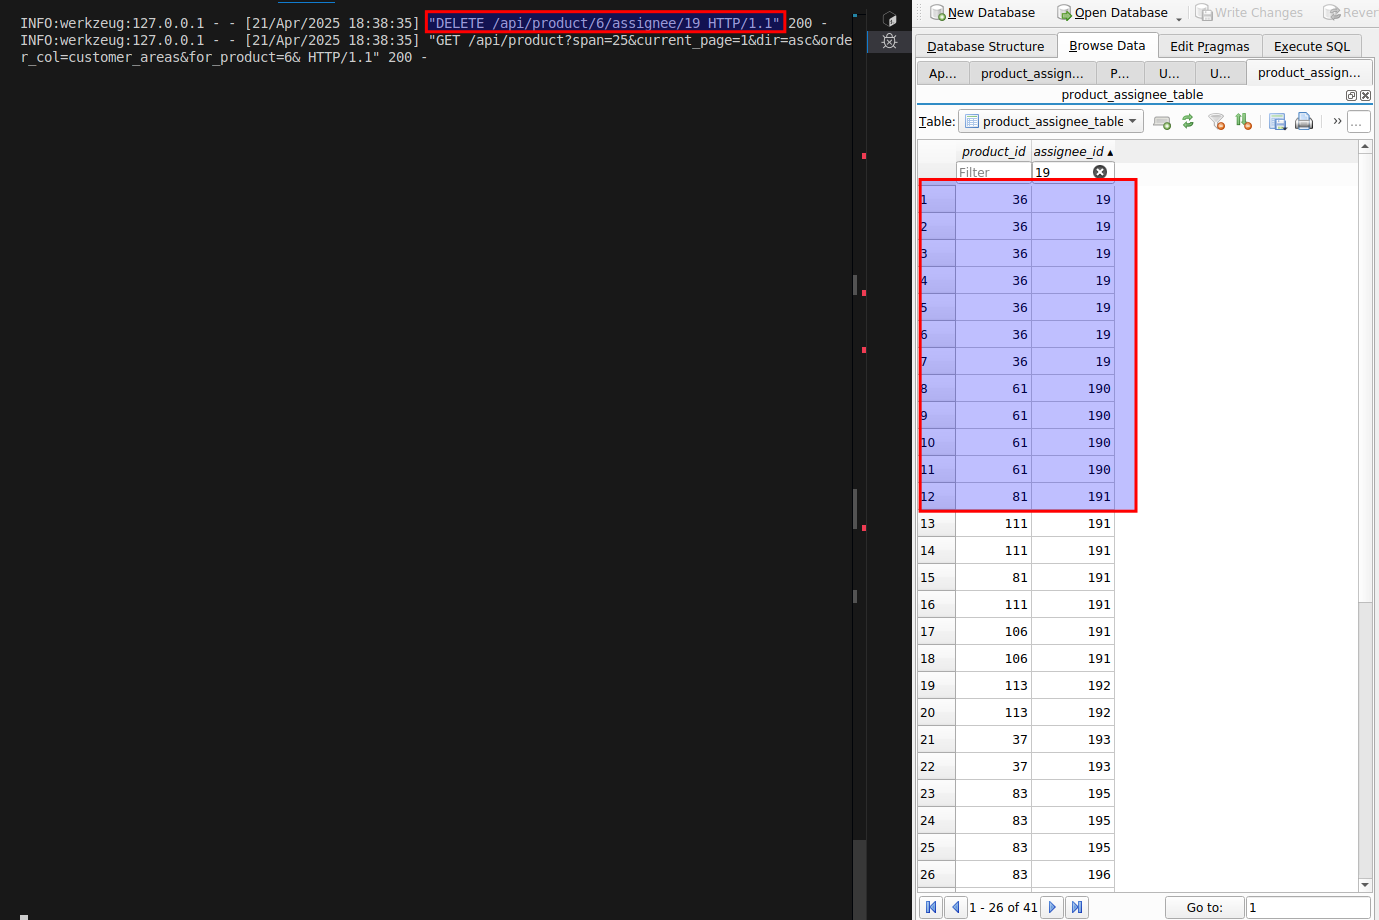 INFO:werkzeug:127.0.0.1 - - [21/Apr/2025 18:38:35] "DELETE /api/product/6/assignee/19 HTTP/1.1" 200 -
INFO:werkzeug:127.0.0.1 - - [21/Apr/2025 18:38:35] "GET /api/product?span=25&current_page=1&dir=asc&orde
r_col=customer_areas&for_product=6& HTTP/1.1" 200 -
New Database Open Database Write Changes Rever
Database Structure Browse Data Edit Pragmas Execute SQL
Ap... product_assign... P... U... U... product_assign...
product_assignee_table
Table: product_assignee_table ...
product_id assignee_id
Filter 19
1 36 19
2 36 19
3 36 19
4 36 19
5 36 19
6 36 19
7 36 19
8 61 190
9 61 190
10 61 190
11 61 190
12 81 191
13 111 191
14 111 191
15 81 191
16 111 191
17 106 191
18 106 191
19 113 192
20 113 192
21 37 193
22 37 193
23 83 195
24 83 195
25 83 195
26 83 196
1 - 26 of 41 Go to: 1